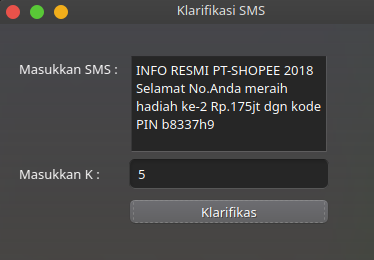 Klarifikasi SMS
Masukkan SMS :
INFO RESMI PT-SHOPEE 2018
Selamat No.Anda meraih
hadiah ke-2 Rp.175jt dgn kode
PIN b8337h9
Masukkan K :
5
Klarifikas